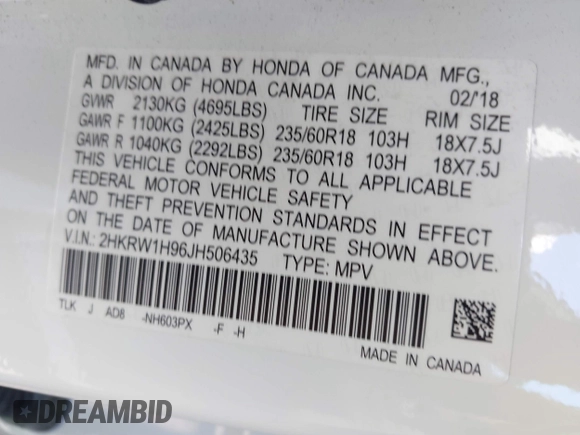 MFD. IN CANADA BY HONDA OF CANADA MFG.,
A DIVISION OF HONDA CANADA INC. 02/18
GVWR 2130KG (4695LBS) TIRE SIZE RIM SIZE
GAWR F 1100KG (2425LBS) 235/60R18 103H 18X7.5J
GAWR R 1040KG (2292LBS) 235/60R18 103H 18X7.5J
THIS VEHICLE CONFORMS TO ALL APPLICABLE
FEDERAL MOTOR VEHICLE SAFETY
AND THEFT PREVENTION STANDARDS IN EFFECT
ON THE DATE OF MANUFACTURE SHOWN ABOVE.
V.I.N.: 2HKRW1H96JH506435 TYPE: MPV
TLK J AD8 -NH603PX -F -H
MADE IN CANADA
DREAMBID